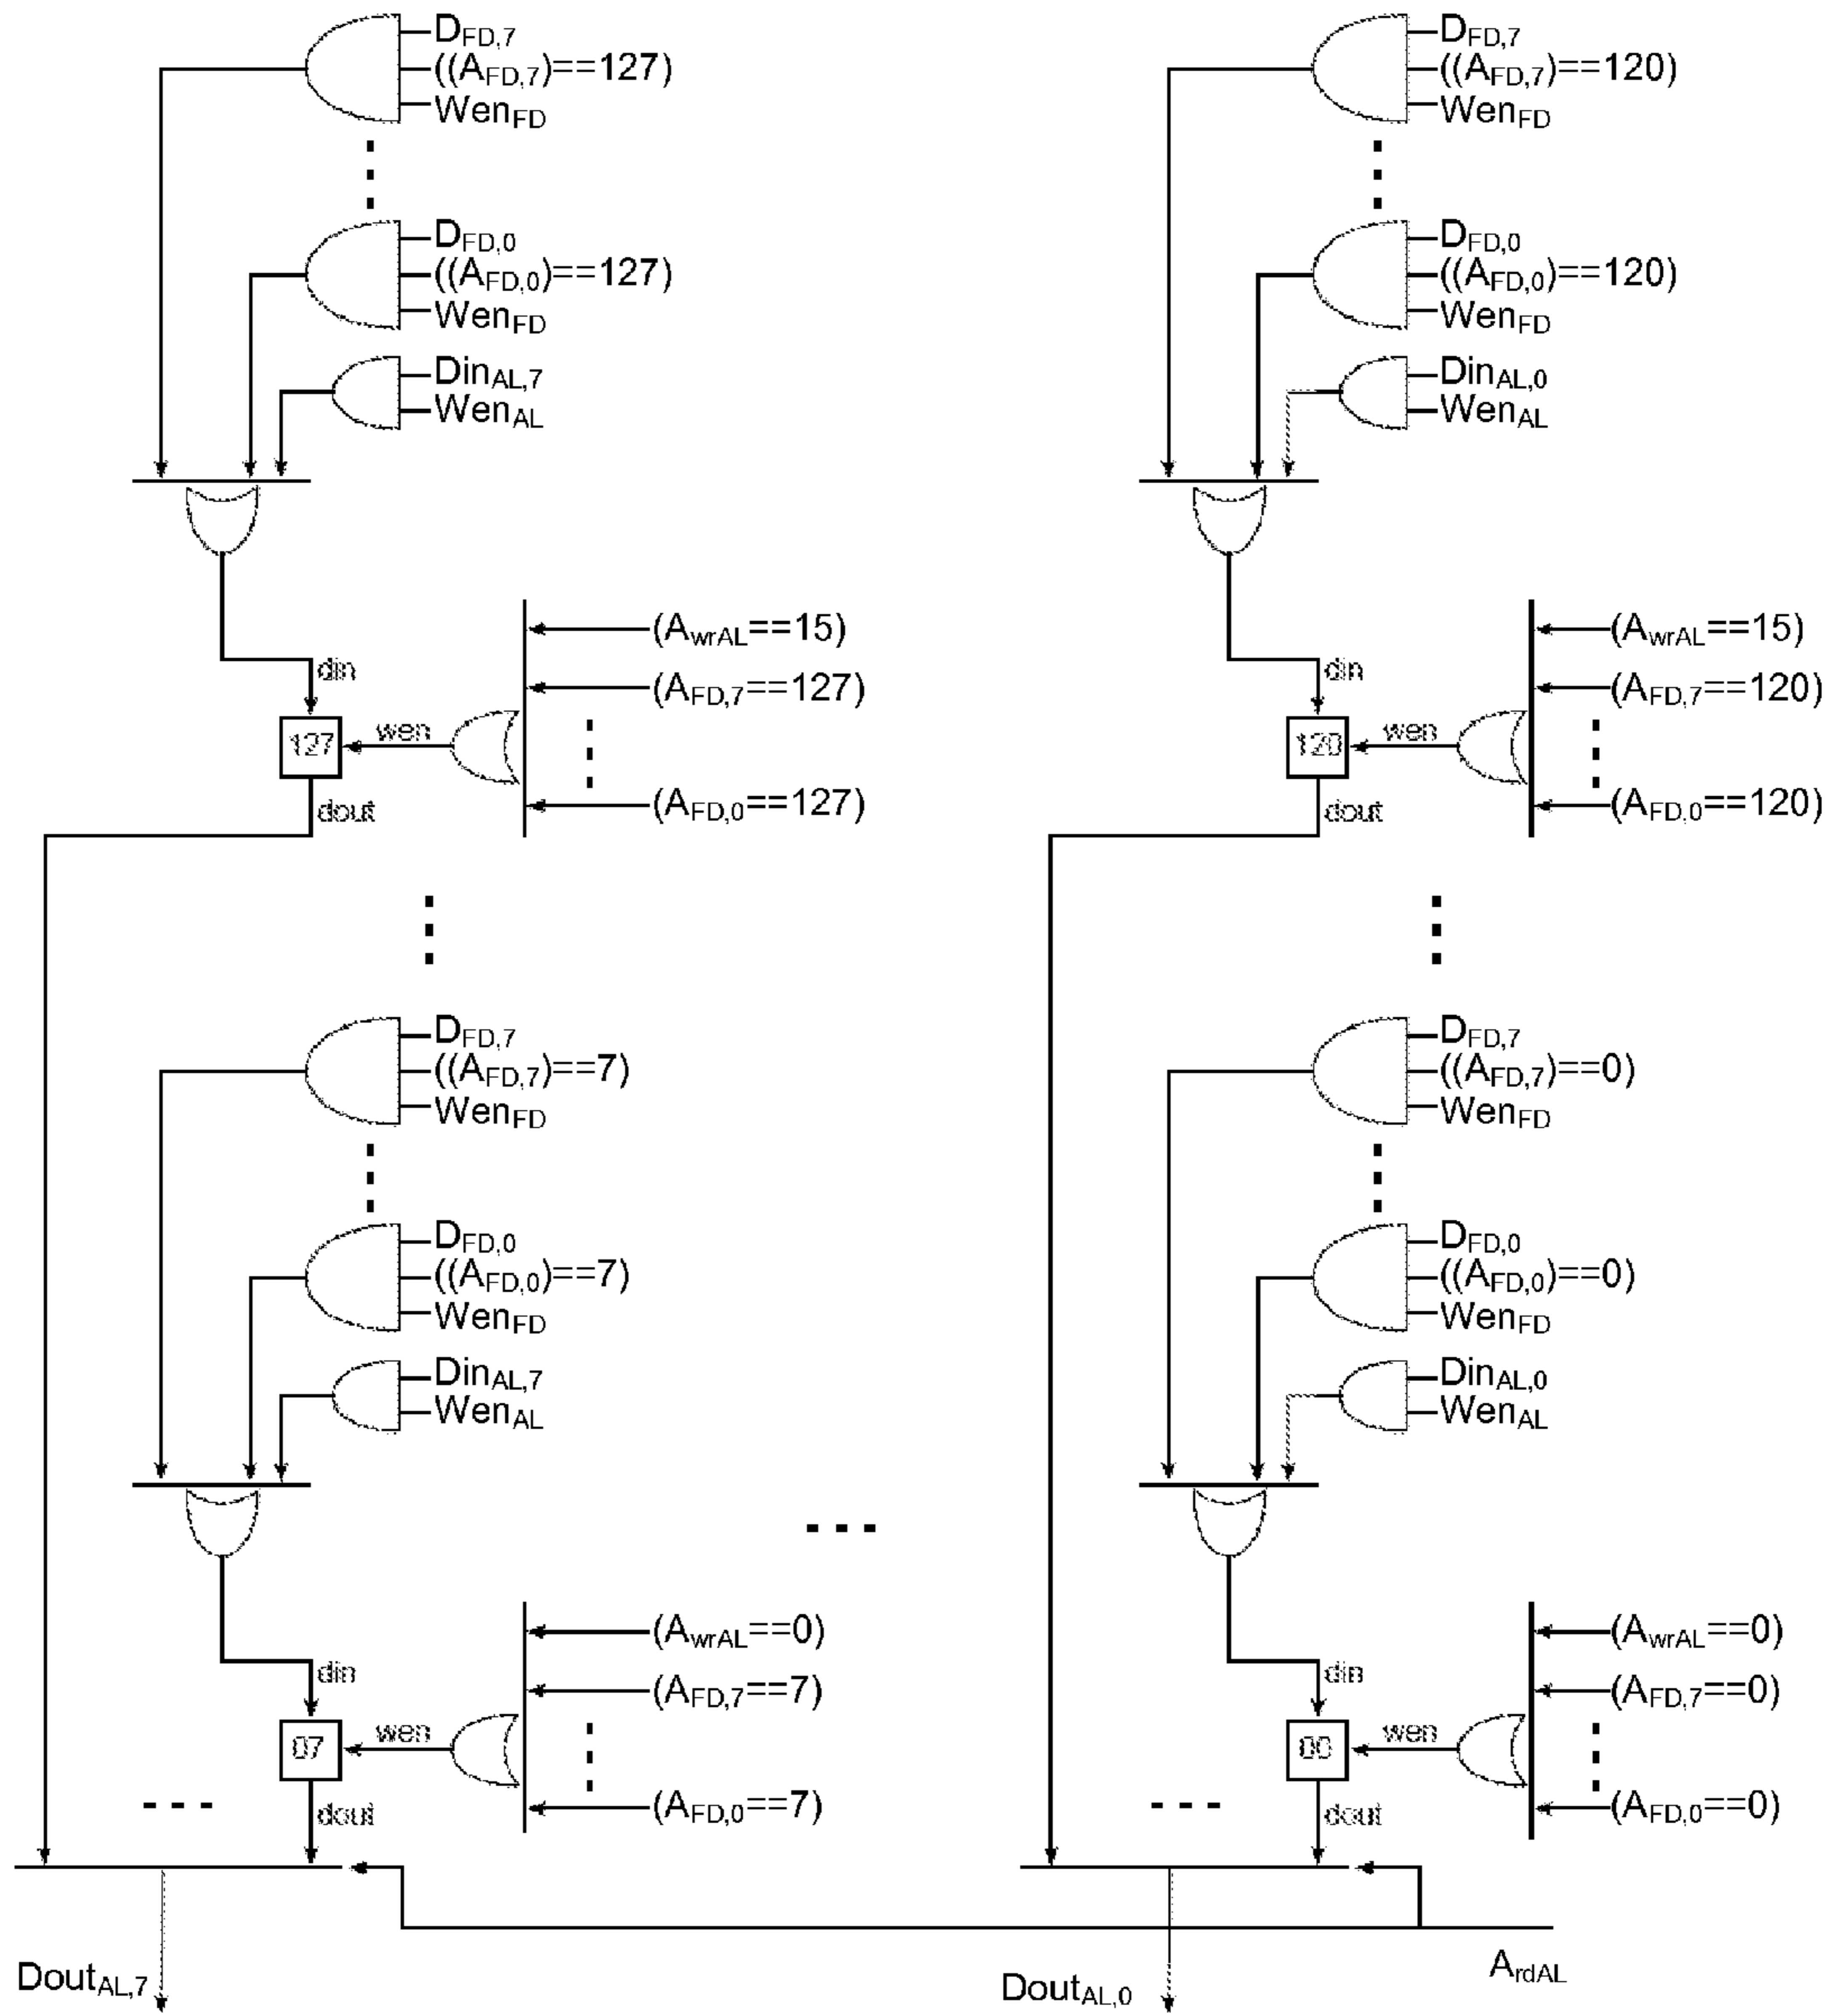 D_FD,7
((A_FD,7)==127)
Wen_FD
D_FD,0
((A_FD,0)==127)
Wen_FD
Din_AL,7
Wen_AL
(A_wrAL==15)
din
(A_FD,7==127)
127
wen
dout
(A_FD,0==127)
D_FD,7
((A_FD,7)==120)
Wen_FD
D_FD,0
((A_FD,0)==120)
Wen_FD
Din_AL,0
Wen_AL
(A_wrAL==15)
din
(A_FD,7==120)
120
wen
dout
(A_FD,0==120)
D_FD,7
((A_FD,7)==7)
Wen_FD
D_FD,0
((A_FD,0)==7)
Wen_FD
Din_AL,7
Wen_AL
(A_wrAL==0)
din
(A_FD,7==7)
07
wen
dout
(A_FD,0==7)
D_FD,7
((A_FD,7)==0)
Wen_FD
D_FD,0
((A_FD,0)==0)
Wen_FD
Din_AL,0
Wen_AL
(A_wrAL==0)
din
(A_FD,7==0)
00
wen
dout
(A_FD,0==0)
Dout_AL,7
Dout_AL,0
A_rdAL